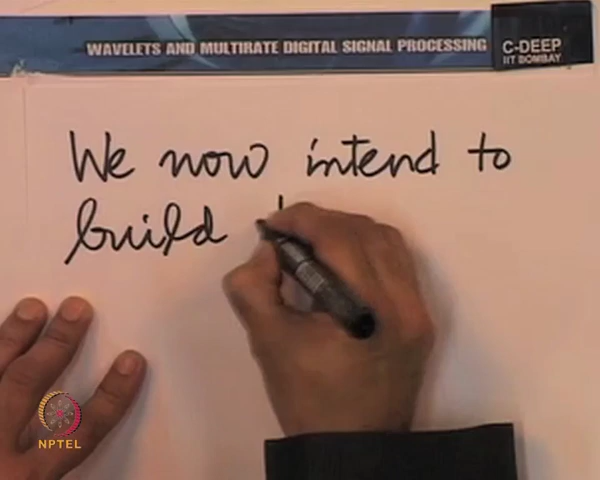 WAVELETS AND MULTIRATE DIGITAL SIGNAL PROCESSING
C-DEEP
IIT BOMBAY
We now intend to
build
NPTEL